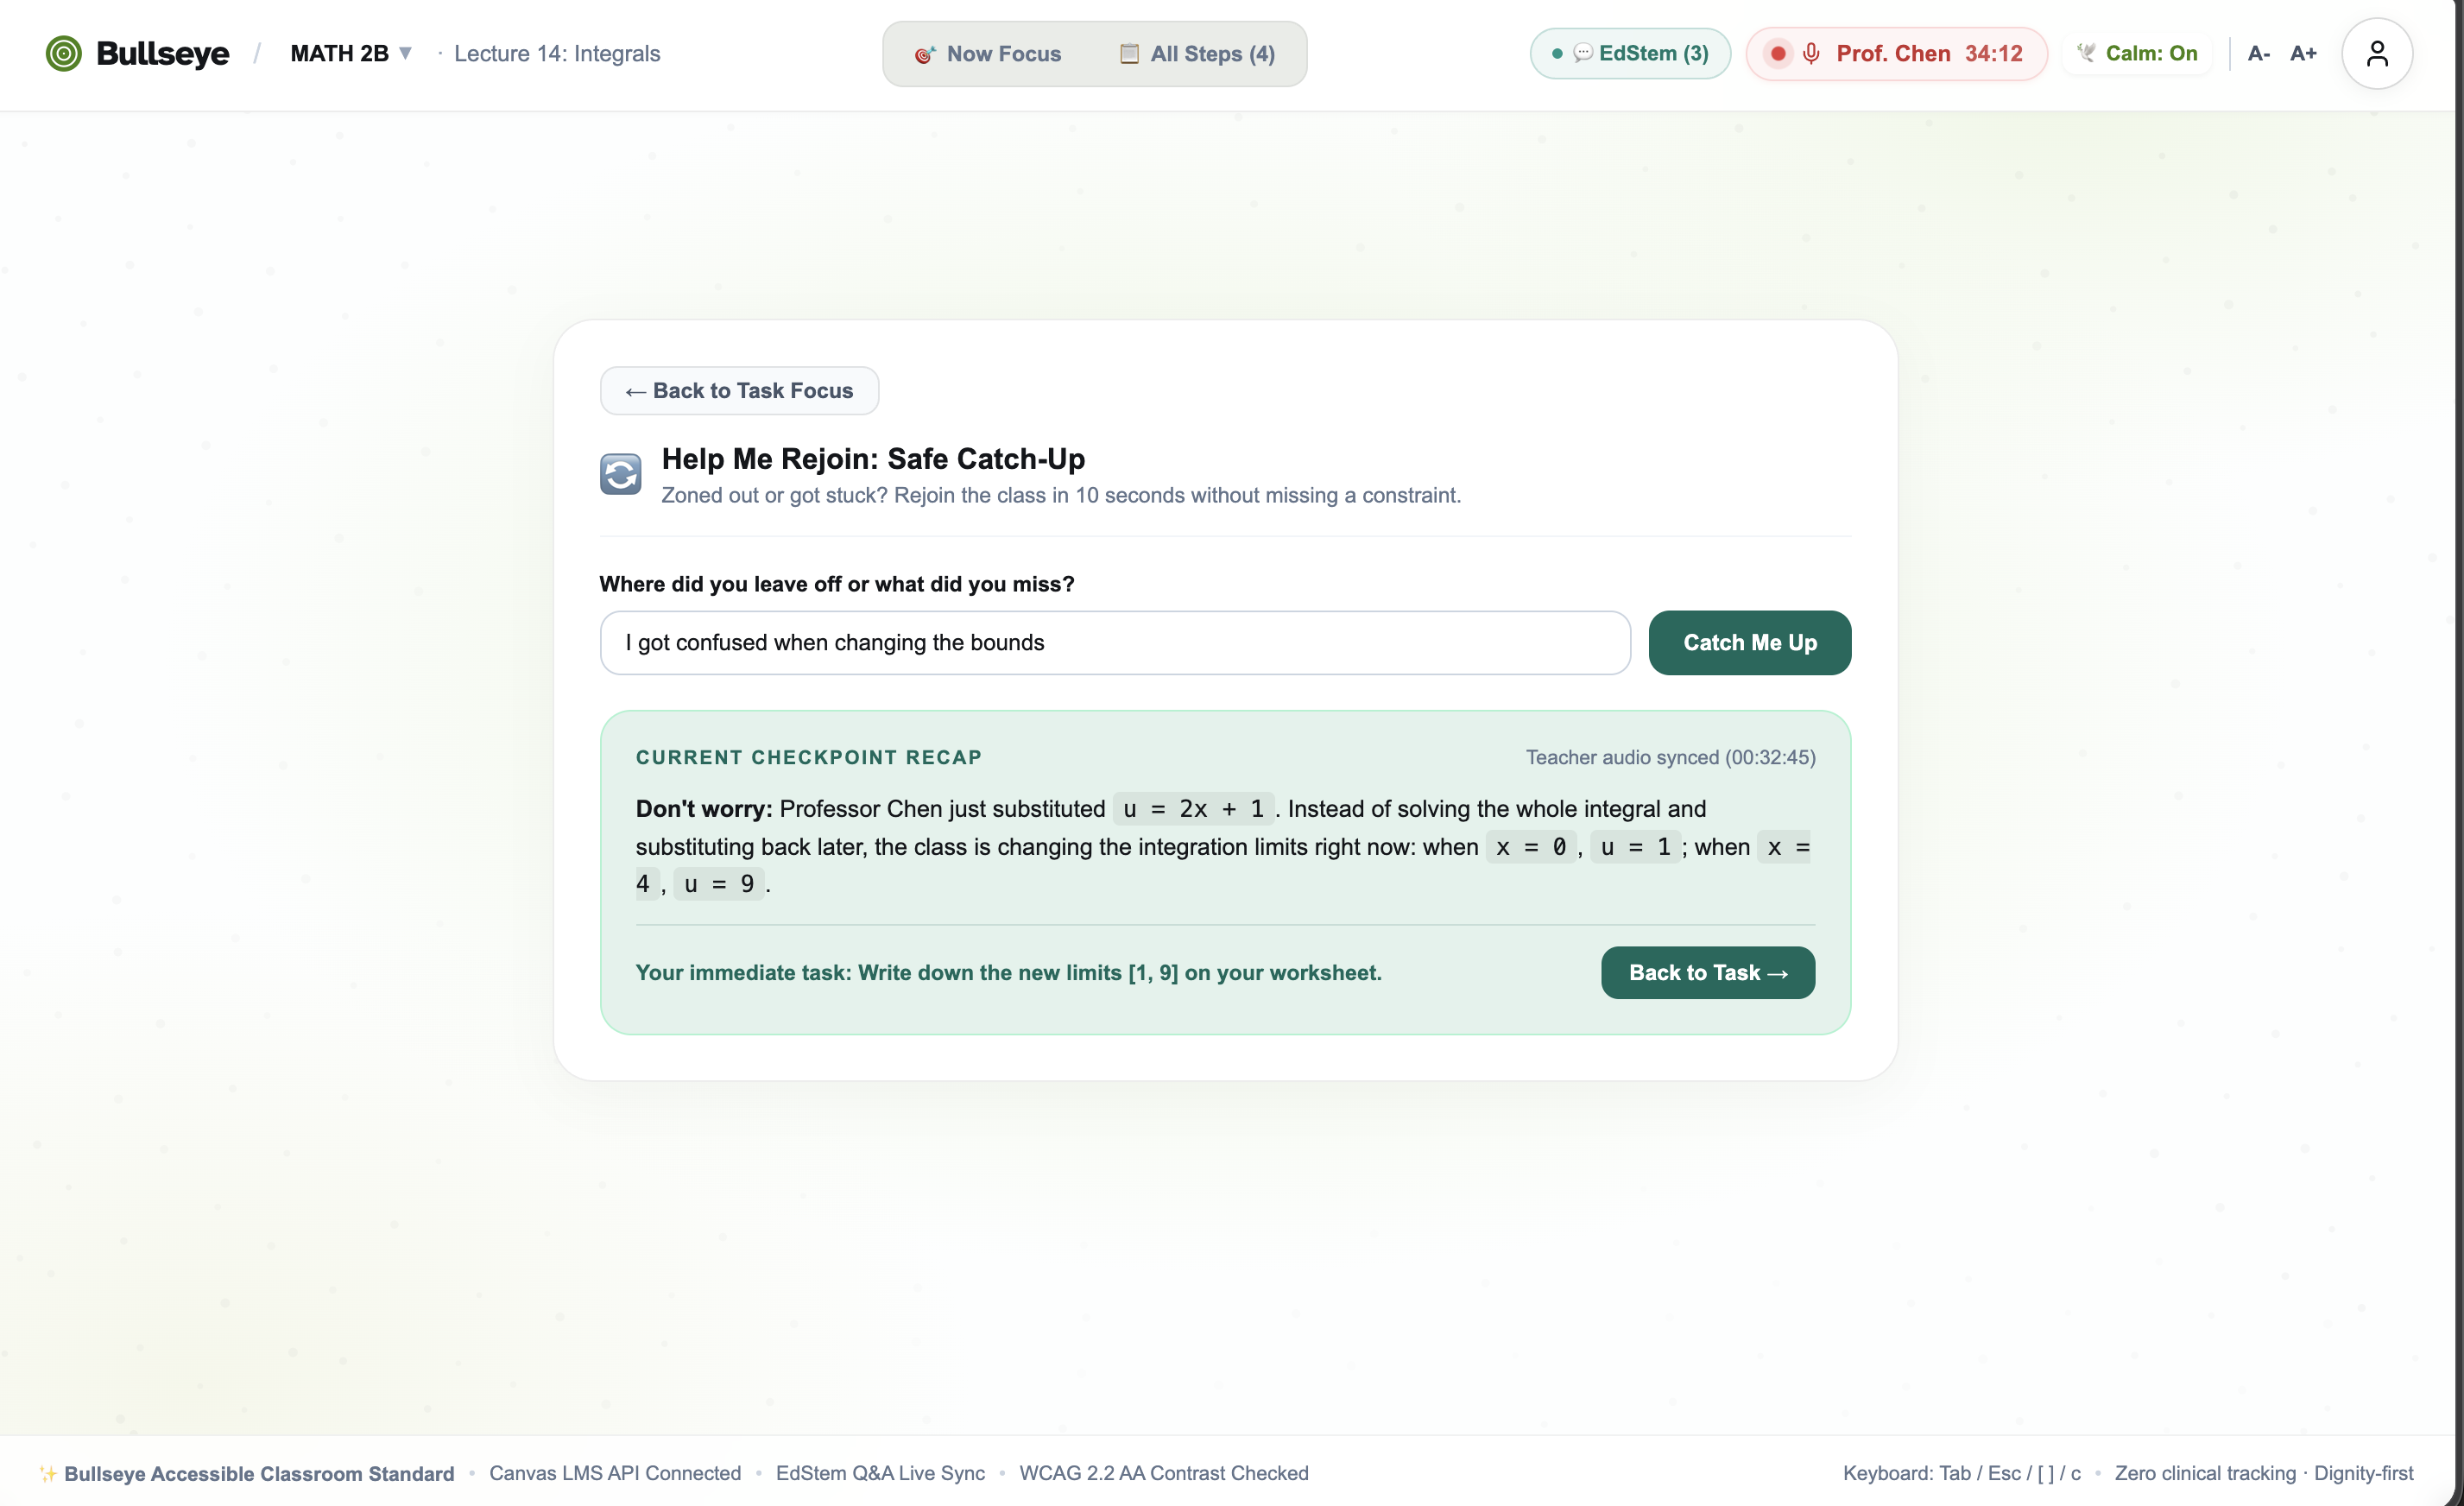 Bullseye / MATH 2B ▼ · Lecture 14: Integrals
🎯 Now Focus 📋 All Steps (4)
💬 EdStem (3) Prof. Chen 34:12 🕊️ Calm: On A- A+
← Back to Task Focus
Help Me Rejoin: Safe Catch-Up
Zoned out or got stuck? Rejoin the class in 10 seconds without missing a constraint.
Where did you leave off or what did you miss?
I got confused when changing the bounds
Catch Me Up
CURRENT CHECKPOINT RECAP
Teacher audio synced (00:32:45)
Don't worry: Professor Chen just substituted u = 2x + 1. Instead of solving the whole integral and
substituting back later, the class is changing the integration limits right now: when x = 0, u = 1; when x =
4, u = 9.
Your immediate task: Write down the new limits [1, 9] on your worksheet.
Back to Task →
✨ Bullseye Accessible Classroom Standard • Canvas LMS API Connected • EdStem Q&A Live Sync • WCAG 2.2 AA Contrast Checked
Keyboard: Tab / Esc / [ ] / c • Zero clinical tracking · Dignity-first